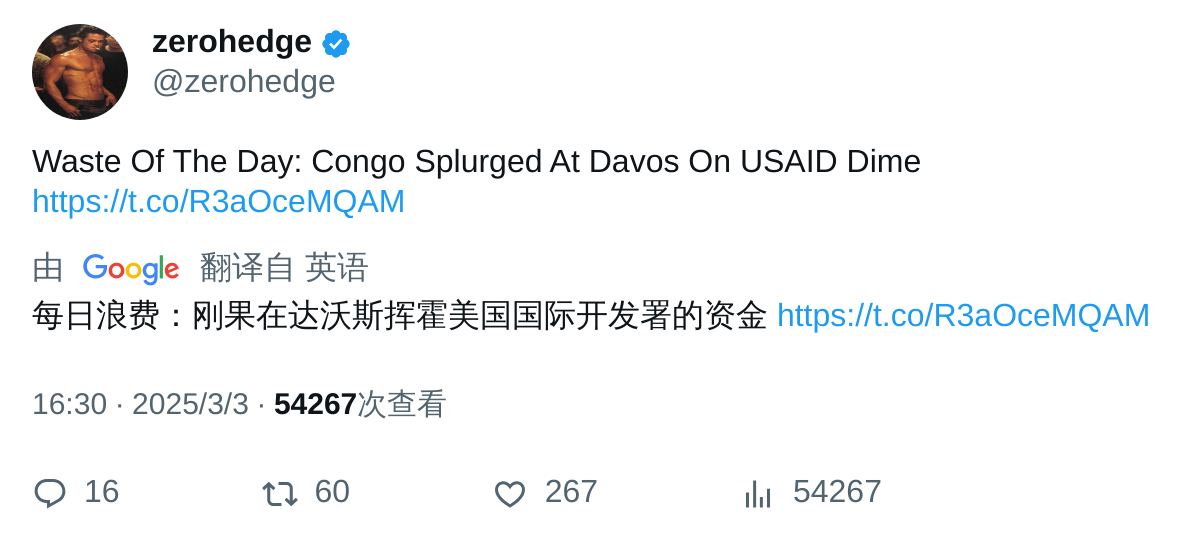 zerohedge
@zerohedge
Waste Of The Day: Congo Splurged At Davos On USAID Dime
https://t.co/R3aOceMQAM
由 Google 翻译自 英语
每日浪费：刚果在达沃斯挥霍美国国际开发署的资金 https://t.co/R3aOceMQAM
16:30 · 2025/3/3 · 54267次查看
16 60 267 54267